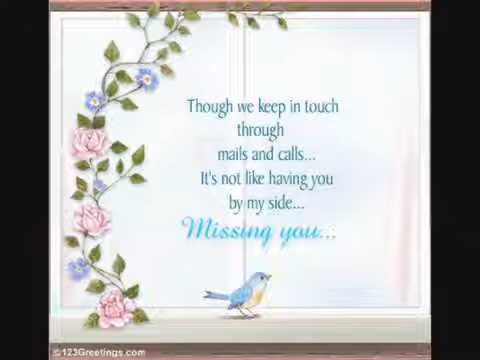 Though we keep in touch
through
mails and calls...
It's not like having you
by my side...
Missing you...
©123Greetings.com